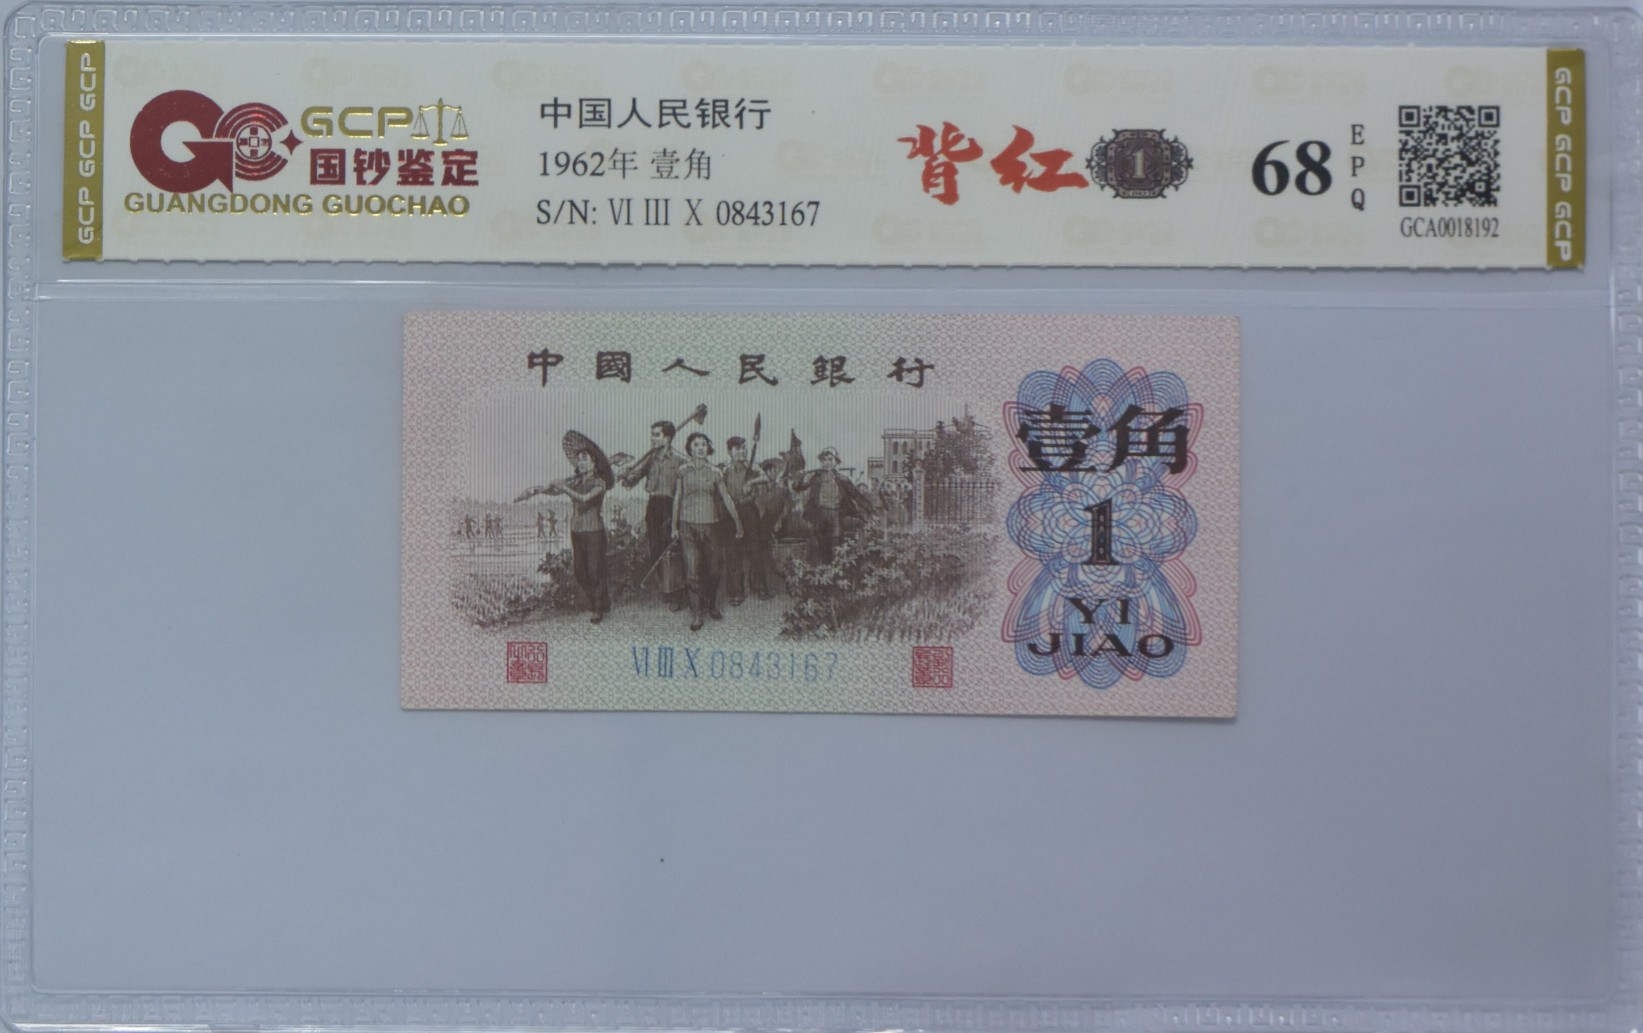 GCP GCP GCP
GCP
国钞鉴定
GUANGDONG GUOCHAO
中国人民银行
1962年 壹角
S/N: VI III X 0843167
背红
1
68
EPQ
GCA0018192
GCP GCP GCP
中國人民銀行
壹角
1
YI
JIAO
VI III X 0843167